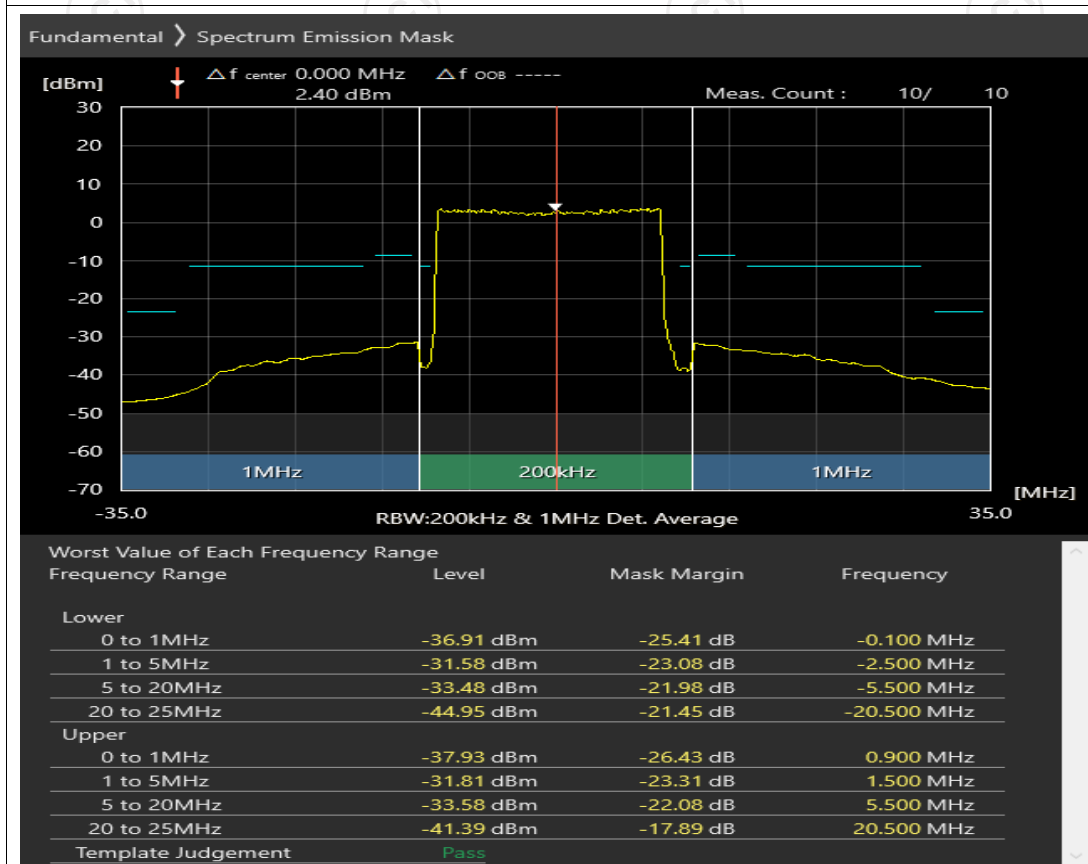 Fundamental ❯ Spectrum Emission Mask
[dBm] △f center 0.000 MHz △f OOB -----
2.40 dBm Meas. Count : 10/ 10
30
20
10
0
-10
-20
-30
-40
-50
-60
1MHz 200kHz 1MHz
-70
[MHz]
-35.0 RBW:200kHz & 1MHz Det. Average 35.0
Worst Value of Each Frequency Range
Frequency Range Level Mask Margin Frequency
Lower
0 to 1MHz -36.91 dBm -25.41 dB -0.100 MHz
1 to 5MHz -31.58 dBm -23.08 dB -2.500 MHz
5 to 20MHz -33.48 dBm -21.98 dB -5.500 MHz
20 to 25MHz -44.95 dBm -21.45 dB -20.500 MHz
Upper
0 to 1MHz -37.93 dBm -26.43 dB 0.900 MHz
1 to 5MHz -31.81 dBm -23.31 dB 1.500 MHz
5 to 20MHz -33.58 dBm -22.08 dB 5.500 MHz
20 to 25MHz -41.39 dBm -17.89 dB 20.500 MHz
Template Judgement Pass